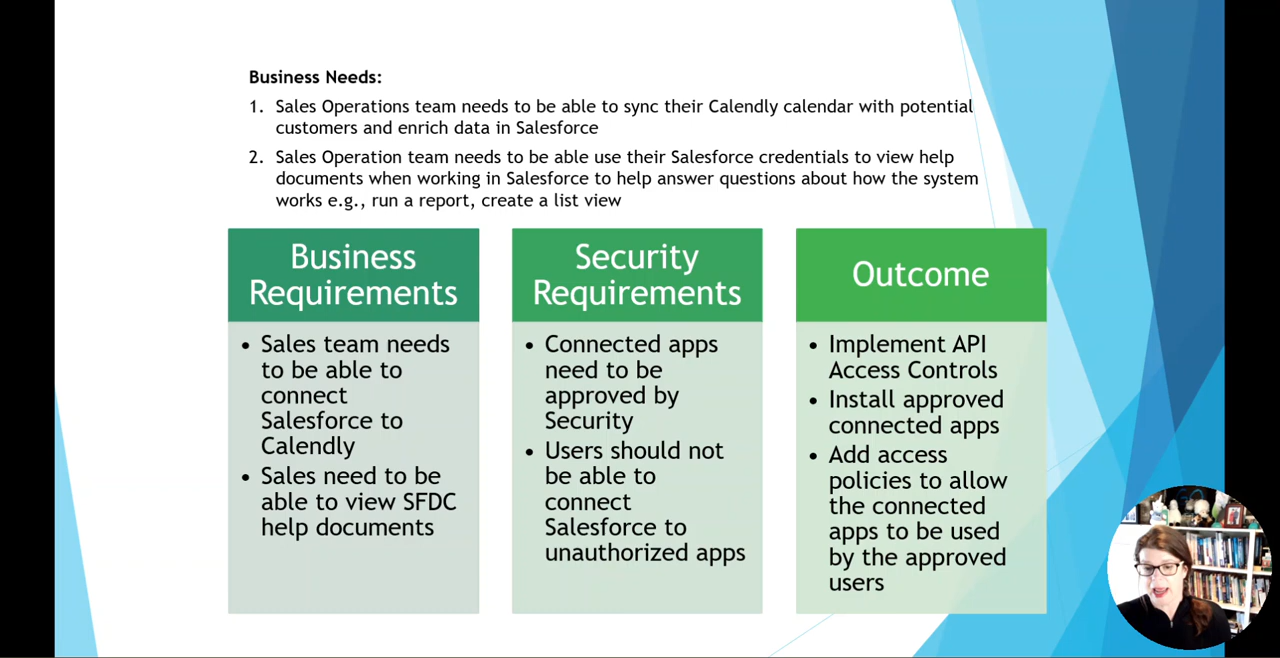 Business Needs:
1. Sales Operations team needs to be able to sync their Calendly calendar with potential
customers and enrich data in Salesforce
2. Sales Operation team needs to be able use their Salesforce credentials to view help
documents when working in Salesforce to help answer questions about how the system
works e.g., run a report, create a list view
Business
Requirements
• Sales team needs
to be able to
connect
Salesforce to
Calendly
• Sales need to be
able to view SFDC
help documents
Security
Requirements
• Connected apps
need to be
approved by
Security
• Users should not
be able to
connect
Salesforce to
unauthorized apps
Outcome
• Implement API
Access Controls
• Install approved
connected apps
• Add access
policies to allow
the connected
apps to be used
by the approved
users